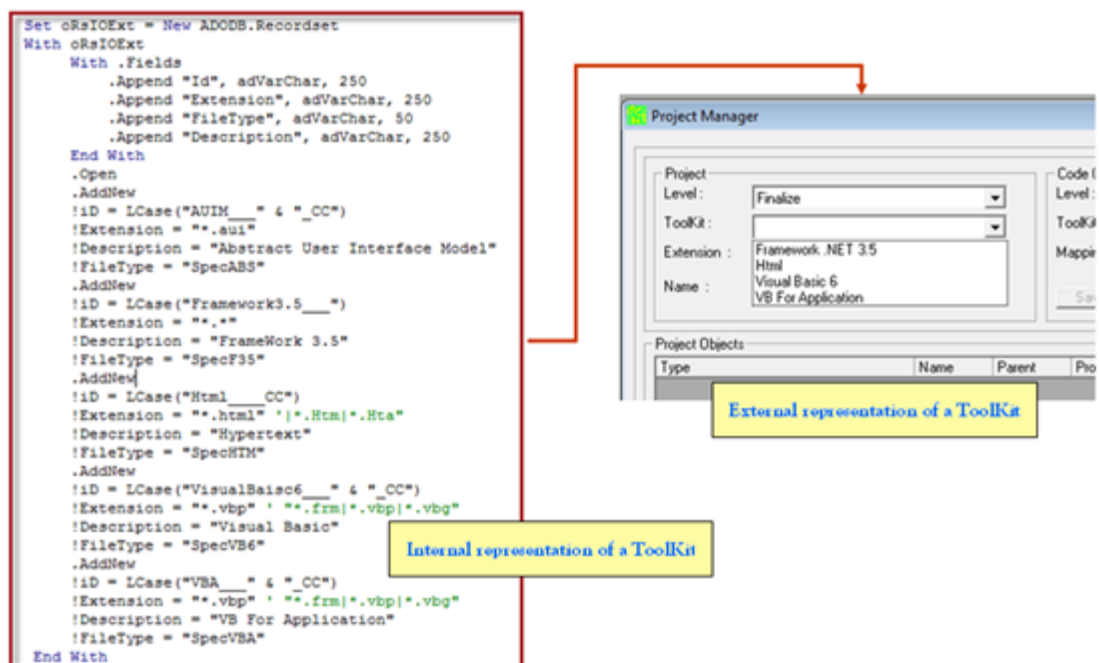 Set oRsIOExt = New ADODB.Recordset
With oRsIOExt
With .Fields
.Append "Id", adVarChar, 250
.Append "Extension", adVarChar, 250
.Append "FileType", adVarChar, 50
.Append "Description", adVarChar, 250
End With
.Open
.AddNew
!iD = LCase("AUIM___" & "_CC")
!Extension = "*.aui"
!Description = "Abstract User Interface Model"
!FileType = "SpecABS"
.AddNew
!iD = LCase("Framework3.5___")
!Extension = "*.*"
!Description = "FrameWork 3.5"
!FileType = "SpecF35"
.AddNew
!iD = LCase("Html____CC")
!Extension = "*.html" '|*.Htm|*.Hta"
!Description = "Hypertext"
!FileType = "SpecHTM"
.AddNew
!iD = LCase("VisualBaisc6___" & "_CC")
!Extension = "*.vbp" ' "*.frm|*.vbp|*.vbg"
!Description = "Visual Basic"
!FileType = "SpecVB6"
.AddNew
!iD = LCase("VBA___" & "_CC")
!Extension = "*.vbp" ' "*.frm|*.vbp|*.vbg"
!Description = "VB For Application"
!FileType = "SpecVBA"
End With
Internal representation of a ToolKit
Project Manager
Project
Level :
Finalize
ToolKit :
Extension :
Framework .NET 3.5
Html
Visual Basic 6
VB For Application
Name :
Code
Level :
ToolKi
Mappin
Sav
Project Objects
Type Name Parent Pro
External representation of a ToolKit